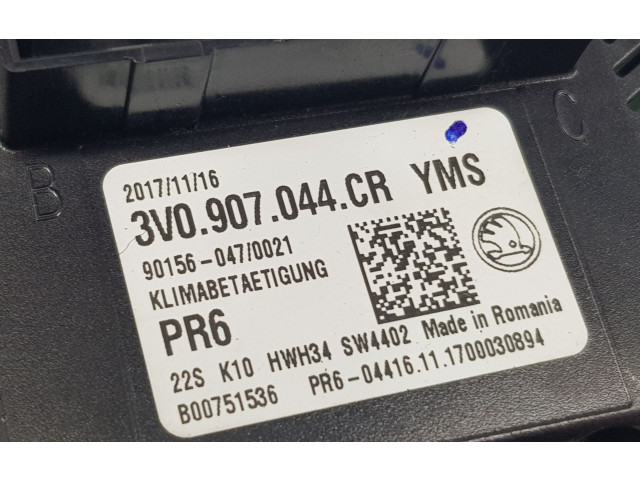 B
C
2017/11/16
3V0.907.044.CR YMS
90156-047/0021
KLIMABETAETIGUNG
PR6
22S K10 HWH34 SW4402 Made in Romania
B00751536 PR6-04416.11.1700030894